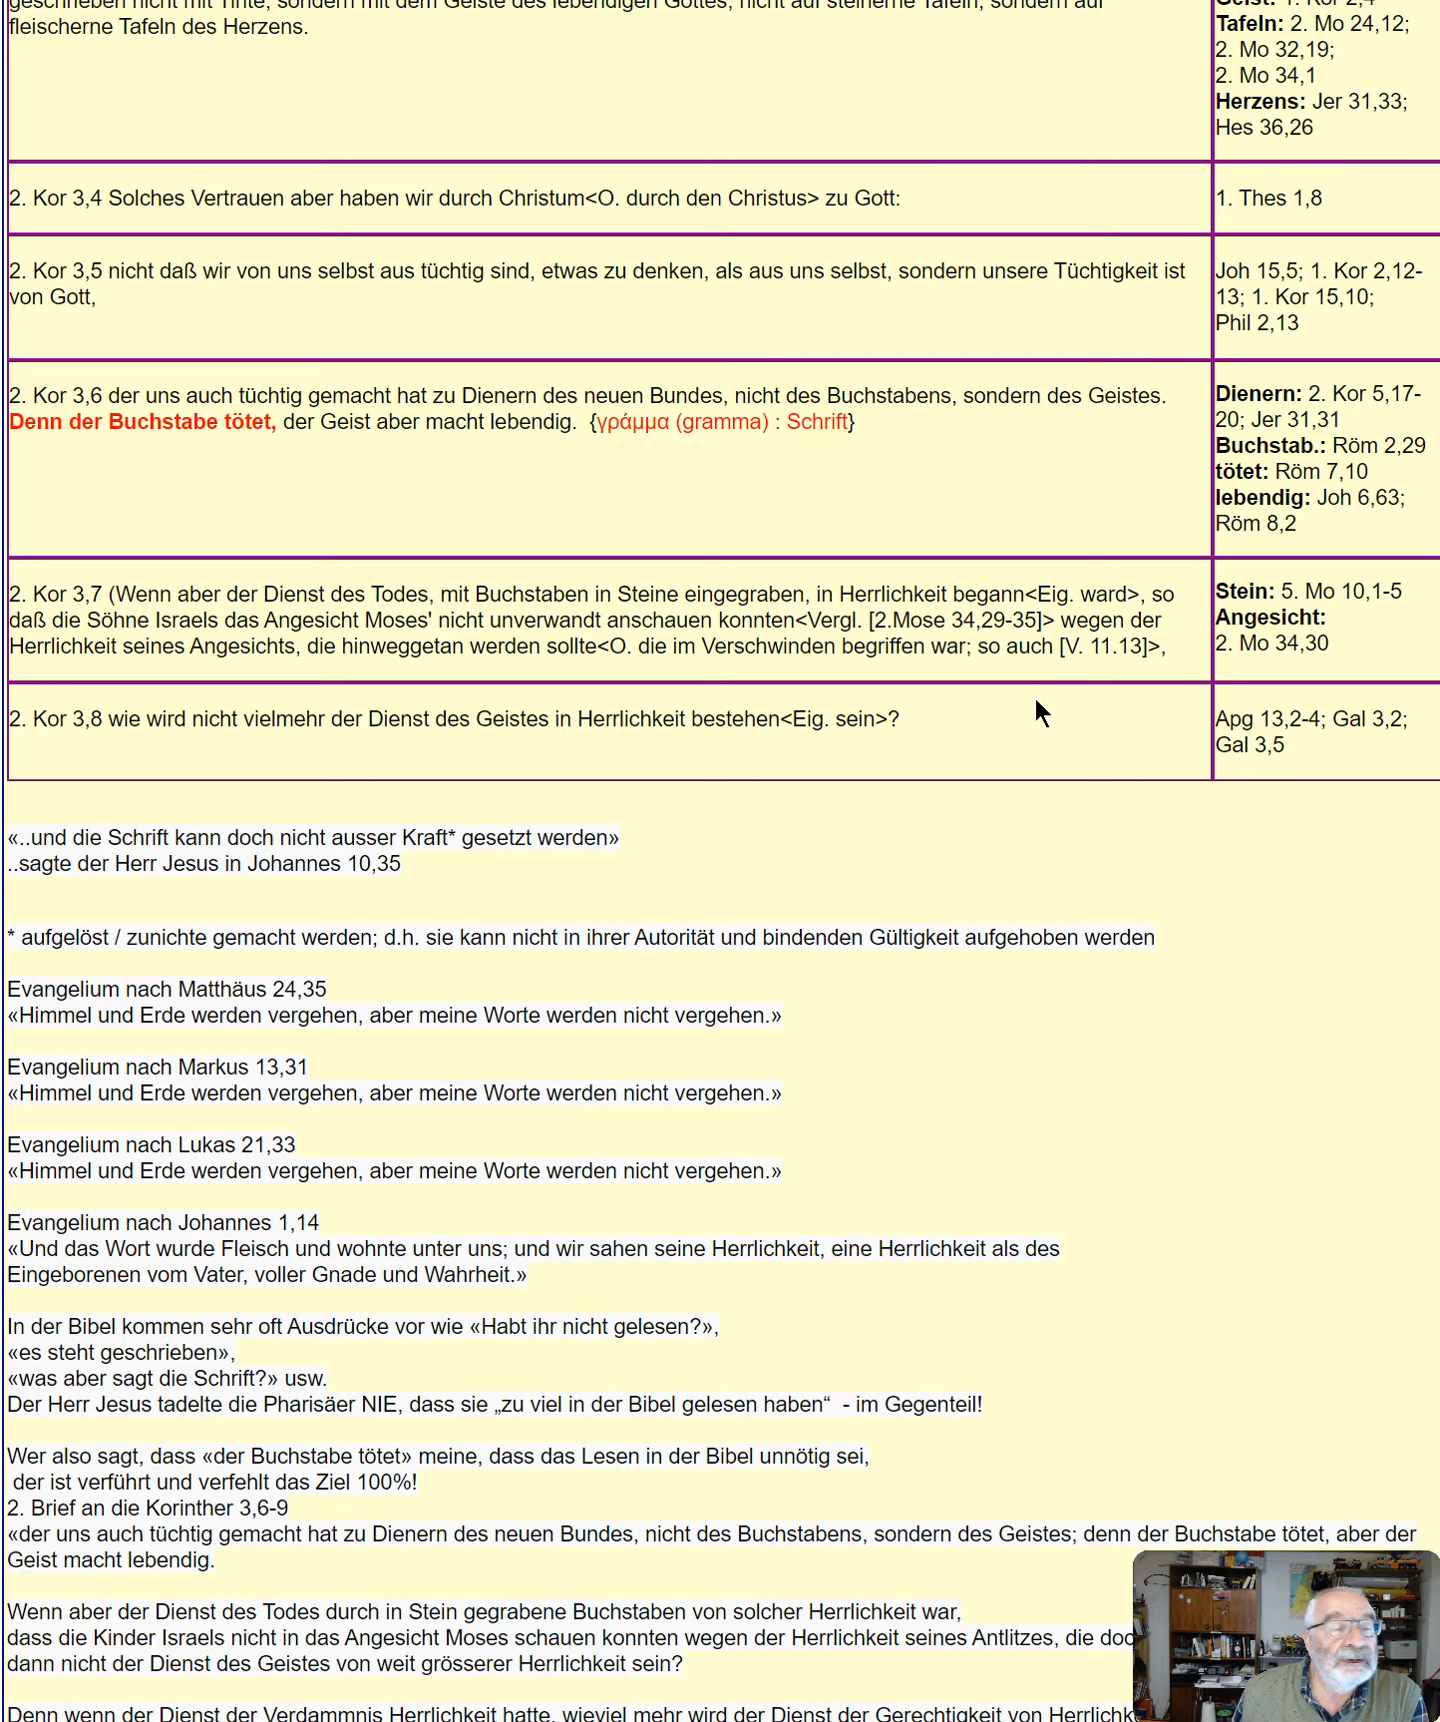 geschrieben nicht mit Tinte, sondern mit dem Geiste des lebendigen Gottes, nicht auf steinerne Tafeln, sondern auf
fleischerne Tafeln des Herzens.
Geist: 1. Kor 2,4
Tafeln: 2. Mo 24,12;
2. Mo 32,19;
2. Mo 34,1
Herzens: Jer 31,33;
Hes 36,26
2. Kor 3,4 Solches Vertrauen aber haben wir durch Christum<O. durch den Christus> zu Gott:
1. Thes 1,8
2. Kor 3,5 nicht daß wir von uns selbst aus tüchtig sind, etwas zu denken, als aus uns selbst, sondern unsere Tüchtigkeit ist
von Gott,
Joh 15,5; 1. Kor 2,12-
13; 1. Kor 15,10;
Phil 2,13
2. Kor 3,6 der uns auch tüchtig gemacht hat zu Dienern des neuen Bundes, nicht des Buchstabens, sondern des Geistes.
Denn der Buchstabe tötet, der Geist aber macht lebendig. {γράμμα (gramma) : Schrift}
Dienern: 2. Kor 5,17-
20; Jer 31,31
Buchstab.: Röm 2,29
tötet: Röm 7,10
lebendig: Joh 6,63;
Röm 8,2
2. Kor 3,7 (Wenn aber der Dienst des Todes, mit Buchstaben in Steine eingegraben, in Herrlichkeit begann<Eig. ward>, so
daß die Söhne Israels das Angesicht Moses' nicht unverwandt anschauen konnten<Vergl. [2.Mose 34,29-35]> wegen der
Herrlichkeit seines Angesichts, die hinweggetan werden sollte<O. die im Verschwinden begriffen war; so auch [V. 11.13]>,
Stein: 5. Mo 10,1-5
Angesicht:
2. Mo 34,30
2. Kor 3,8 wie wird nicht vielmehr der Dienst des Geistes in Herrlichkeit bestehen<Eig. sein>?
Apg 13,2-4; Gal 3,2;
Gal 3,5
«..und die Schrift kann doch nicht ausser Kraft* gesetzt werden»
..sagte der Herr Jesus in Johannes 10,35
* aufgelöst / zunichte gemacht werden; d.h. sie kann nicht in ihrer Autorität und bindenden Gültigkeit aufgehoben werden
Evangelium nach Matthäus 24,35
«Himmel und Erde werden vergehen, aber meine Worte werden nicht vergehen.»
Evangelium nach Markus 13,31
«Himmel und Erde werden vergehen, aber meine Worte werden nicht vergehen.»
Evangelium nach Lukas 21,33
«Himmel und Erde werden vergehen, aber meine Worte werden nicht vergehen.»
Evangelium nach Johannes 1,14
«Und das Wort wurde Fleisch und wohnte unter uns; und wir sahen seine Herrlichkeit, eine Herrlichkeit als des
Eingeborenen vom Vater, voller Gnade und Wahrheit.»
In der Bibel kommen sehr oft Ausdrücke vor wie «Habt ihr nicht gelesen?»,
«es steht geschrieben»,
«was aber sagt die Schrift?» usw.
Der Herr Jesus tadelte die Pharisäer NIE, dass sie „zu viel in der Bibel gelesen haben“ - im Gegenteil!
Wer also sagt, dass «der Buchstabe tötet» meine, dass das Lesen in der Bibel unnötig sei,
der ist verführt und verfehlt das Ziel 100%!
2. Brief an die Korinther 3,6-9
«der uns auch tüchtig gemacht hat zu Dienern des neuen Bundes, nicht des Buchstabens, sondern des Geistes; denn der Buchstabe tötet, aber der
Geist macht lebendig.
Wenn aber der Dienst des Todes durch in Stein gegrabene Buchstaben von solcher Herrlichkeit war,
dass die Kinder Israels nicht in das Angesicht Moses schauen konnten wegen der Herrlichkeit seines Antlitzes, die doc
dann nicht der Dienst des Geistes von weit grösserer Herrlichkeit sein?
Denn wenn der Dienst der Verdammnis Herrlichkeit hatte, wieviel mehr wird der Dienst der Gerechtigkeit von Herrlichk